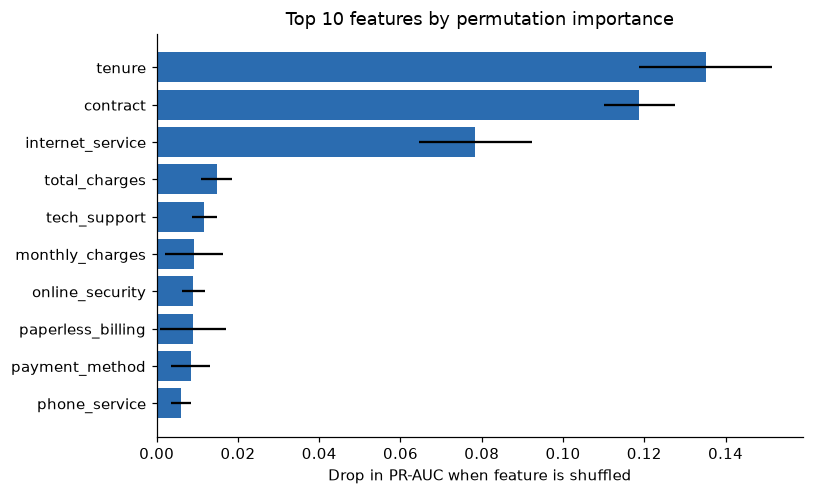 Top 10 features by permutation importance
tenure
contract
internet_service
total_charges
tech_support
monthly_charges
online_security
paperless_billing
payment_method
phone_service
0.00 0.02 0.04 0.06 0.08 0.10 0.12 0.14
Drop in PR-AUC when feature is shuffled